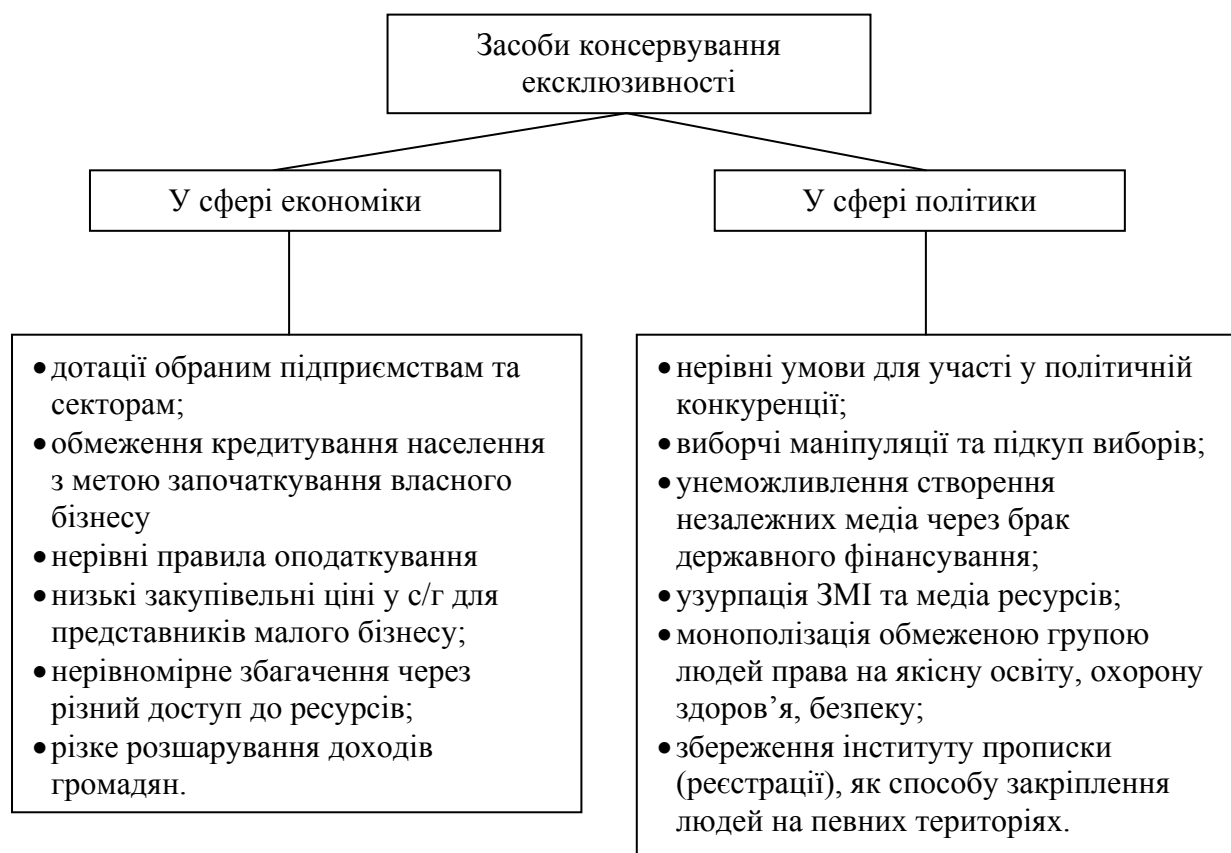 Засоби консервування
ексклюзивності
У сфері економіки
У сфері політики
• дотації обраним підприємствам та
секторам;
• обмеження кредитування населення
з метою започаткування власного
бізнесу
• нерівні правила оподаткування
• низькі закупівельні ціні у с/г для
представників малого бізнесу;
• нерівномірне збагачення через
різний доступ до ресурсів;
• різке розшарування доходів
громадян.
• нерівні умови для участі у політичній
конкуренції;
• виборчі маніпуляції та підкуп виборів;
• унеможливлення створення
незалежних медіа через брак
державного фінансування;
• узурпація ЗМІ та медіа ресурсів;
• монополізація обмеженою групою
людей права на якісну освіту, охорону
здоров’я, безпеку;
• збереження інституту прописки
(реєстрації), як способу закріплення
людей на певних територіях.